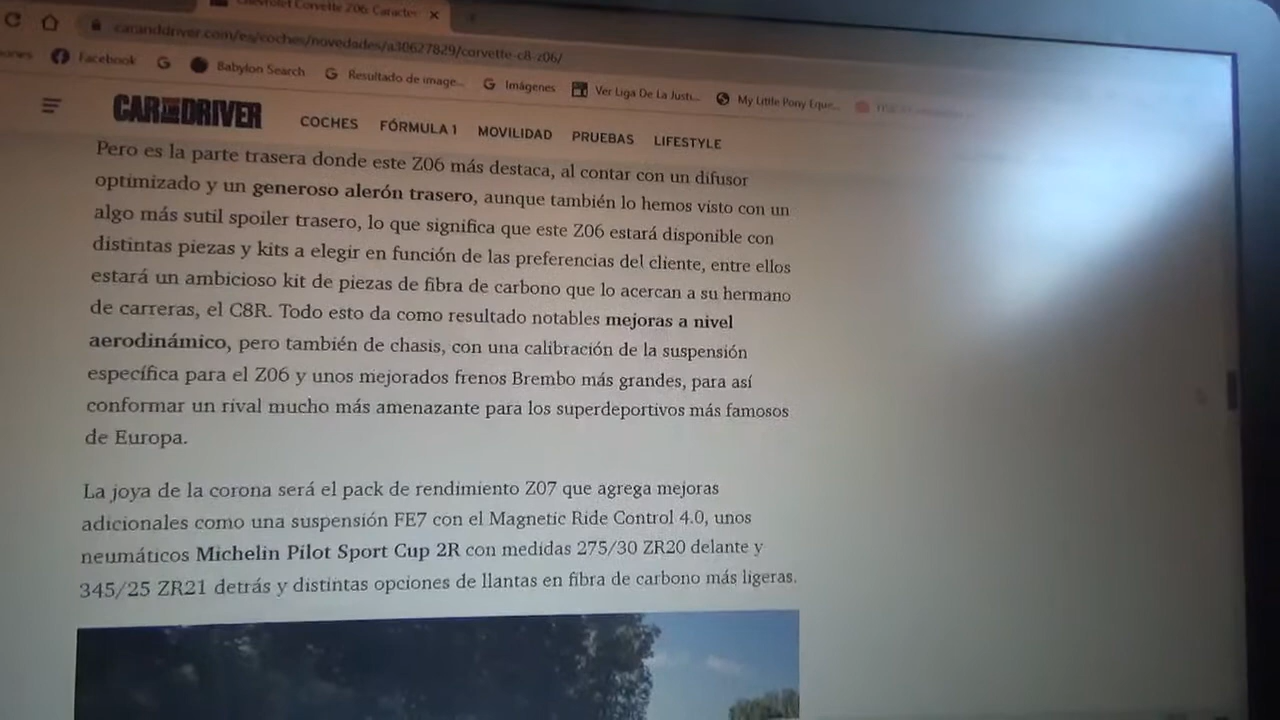 Chevrolet Corvette Z06: Caracter
caranddriver.com/es/coches/novedades/a30627829/corvette-c8-z06/
Facebook
Babylon Search
Resultado de image...
Imágenes
Ver Liga De La Justi...
My Little Pony Eque...
CAR AND DRIVER
COCHES FÓRMULA 1 MOVILIDAD PRUEBAS LIFESTYLE
Pero es la parte trasera donde este Z06 más destaca, al contar con un difusor
optimizado y un generoso alerón trasero, aunque también lo hemos visto con un
algo más sutil spoiler trasero, lo que significa que este Z06 estará disponible con
distintas piezas y kits a elegir en función de las preferencias del cliente, entre ellos
estará un ambicioso kit de piezas de fibra de carbono que lo acercan a su hermano
de carreras, el C8R. Todo esto da como resultado notables mejoras a nivel
aerodinámico, pero también de chasis, con una calibración de la suspensión
específica para el Z06 y unos mejorados frenos Brembo más grandes, para así
conformar un rival mucho más amenazante para los superdeportivos más famosos
de Europa.
La joya de la corona será el pack de rendimiento Z07 que agrega mejoras
adicionales como una suspensión FE7 con el Magnetic Ride Control 4.0, unos
neumáticos Michelin Pilot Sport Cup 2R con medidas 275/30 ZR20 delante y
345/25 ZR21 detrás y distintas opciones de llantas en fibra de carbono más ligeras.